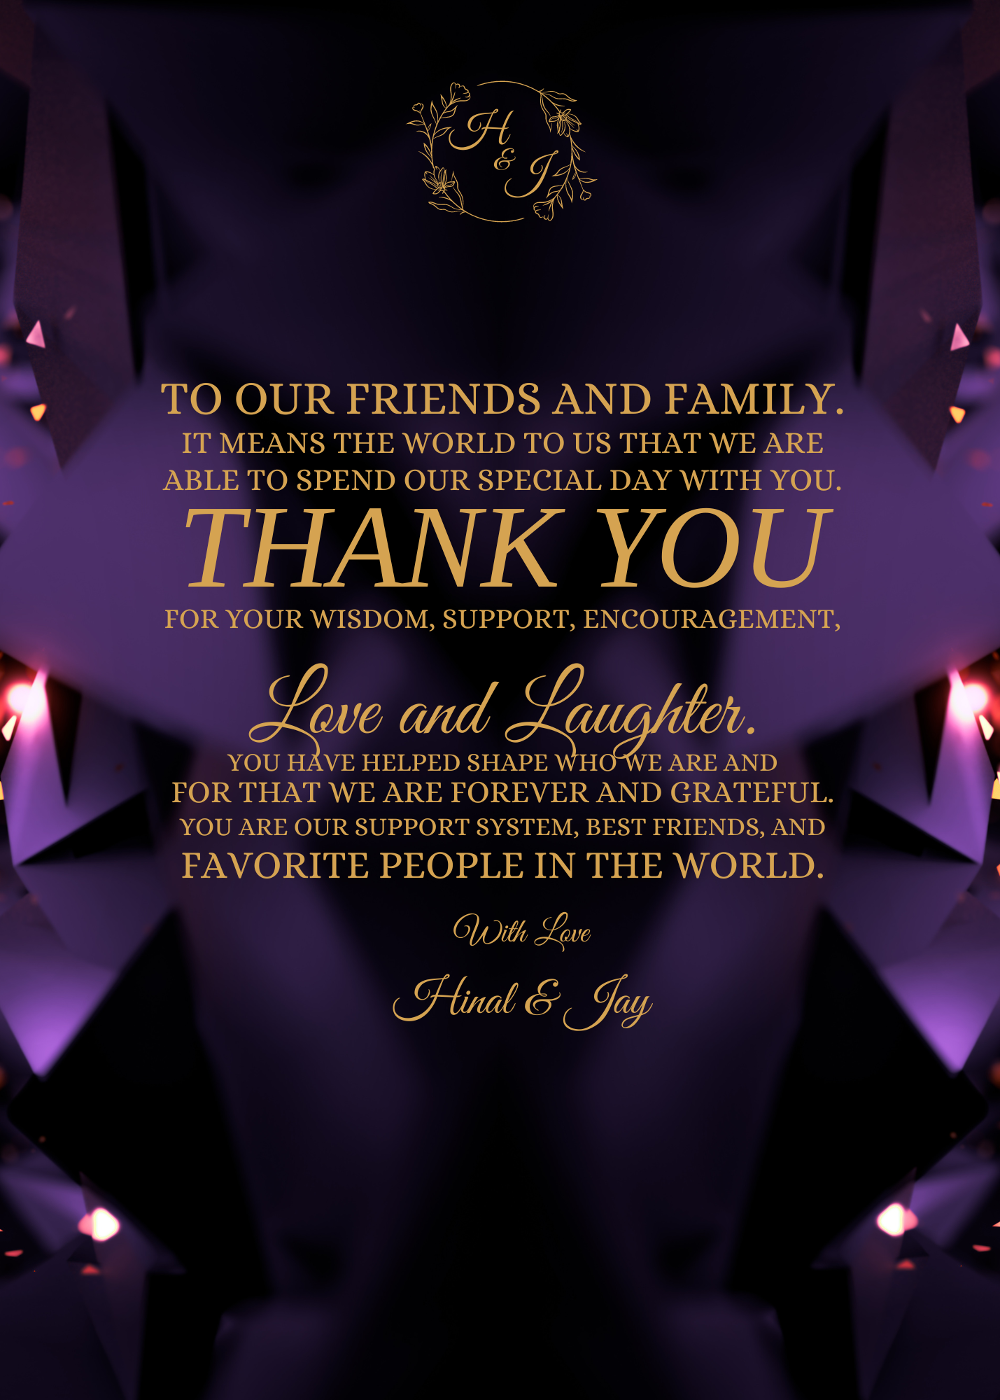 H
&
J
TO OUR FRIENDS AND FAMILY.
IT MEANS THE WORLD TO US THAT WE ARE
ABLE TO SPEND OUR SPECIAL DAY WITH YOU.
THANK YOU
FOR YOUR WISDOM, SUPPORT, ENCOURAGEMENT,
Love and Laughter.
YOU HAVE HELPED SHAPE WHO WE ARE AND
FOR THAT WE ARE FOREVER AND GRATEFUL.
YOU ARE OUR SUPPORT SYSTEM, BEST FRIENDS, AND
FAVORITE PEOPLE IN THE WORLD.
With Love
Hinal & Jay